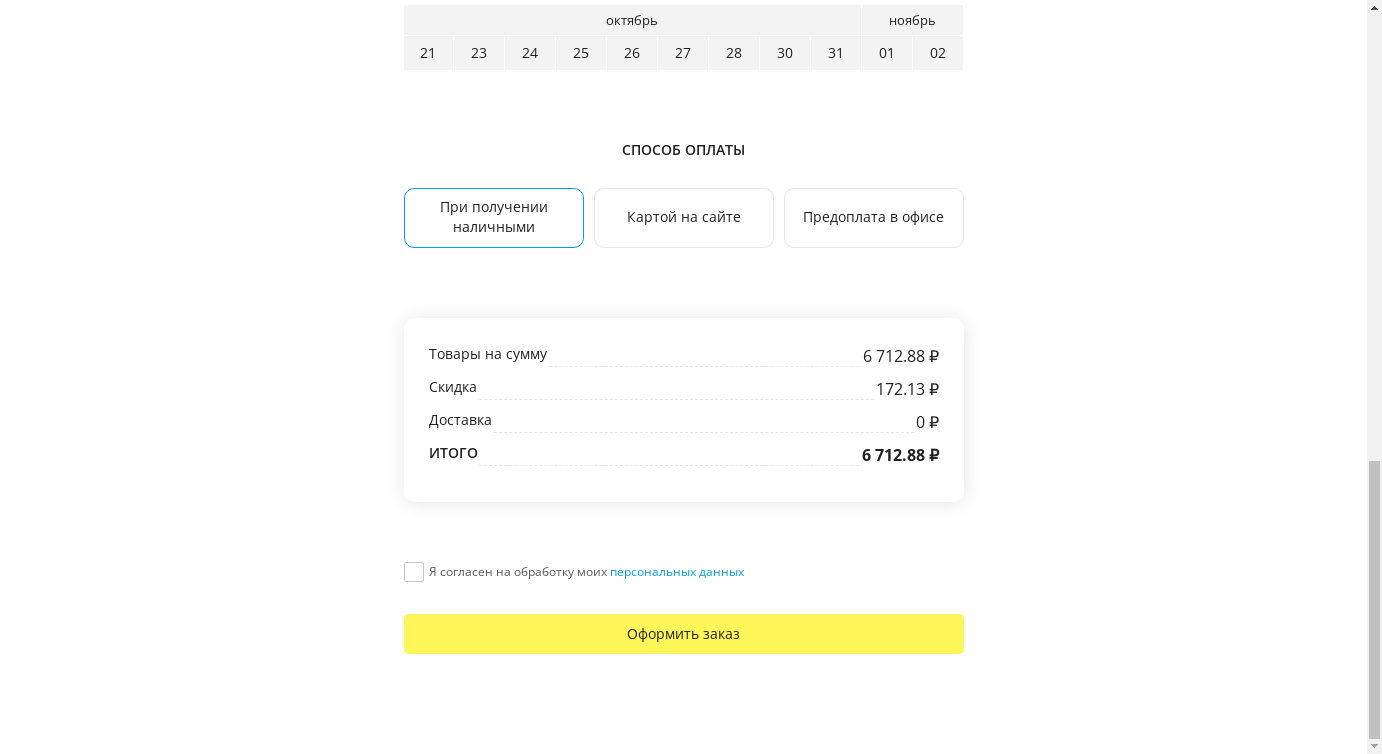 октябрь ноябрь
21 23 24 25 26 27 28 30 31 01 02
СПОСОБ ОПЛАТЫ
При получении
наличными
Картой на сайте
Предоплата в офисе
Товары на сумму 6 712.88 ₽
Скидка 172.13 ₽
Доставка 0 ₽
ИТОГО 6 712.88 ₽
Я согласен на обработку моих персональных данных
Оформить заказ